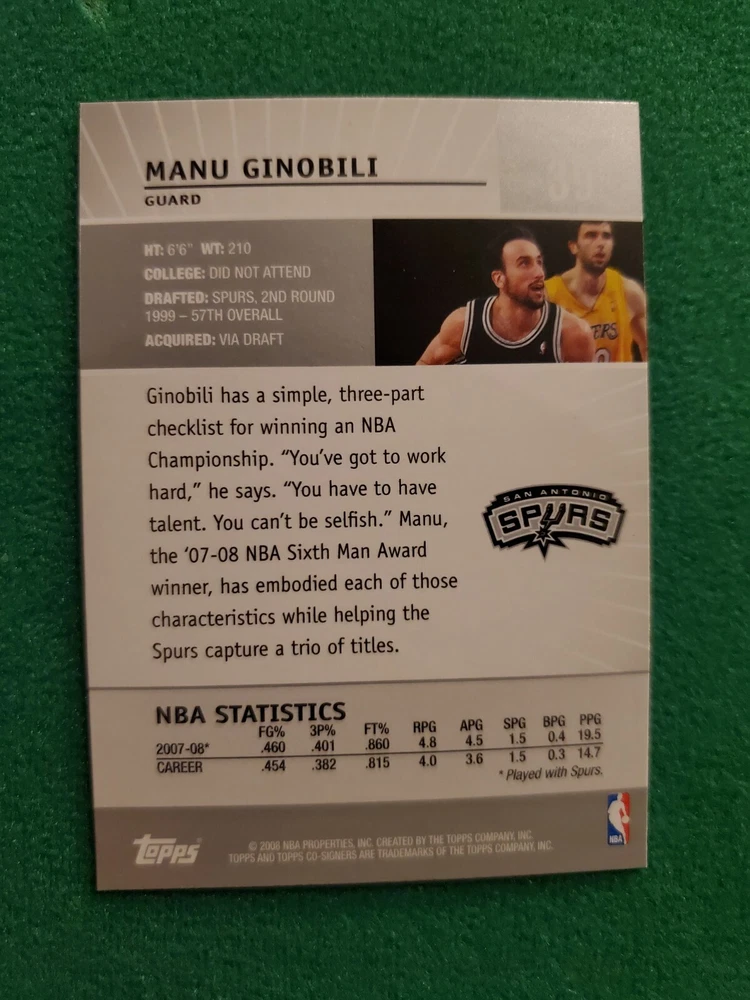 MANU GINOBILI
GUARD
HT: 6'6" WT: 210
COLLEGE: DID NOT ATTEND
DRAFTED: SPURS, 2ND ROUND
1999 – 57TH OVERALL
ACQUIRED: VIA DRAFT
ERS
Ginobili has a simple, three-part
checklist for winning an NBA
Championship. “You've got to work
hard,” he says. “You have to have
talent. You can't be selfish.” Manu,
the '07-08 NBA Sixth Man Award
winner, has embodied each of those
characteristics while helping the
Spurs capture a trio of titles.
SAN ANTONIO
SPURS
NBA STATISTICS
FG% 3P% FT% RPG APG SPG BPG PPG
2007-08* .460 .401 .860 4.8 4.5 1.5 0.4 19.5
CAREER .454 .382 .815 4.0 3.6 1.5 0.3 14.7
* Played with Spurs.
topps®
© 2008 NBA PROPERTIES, INC. CREATED BY THE TOPPS COMPANY, INC.
TOPPS AND TOPPS CO-SIGNERS ARE TRADEMARKS OF THE TOPPS COMPANY, INC.
NBA